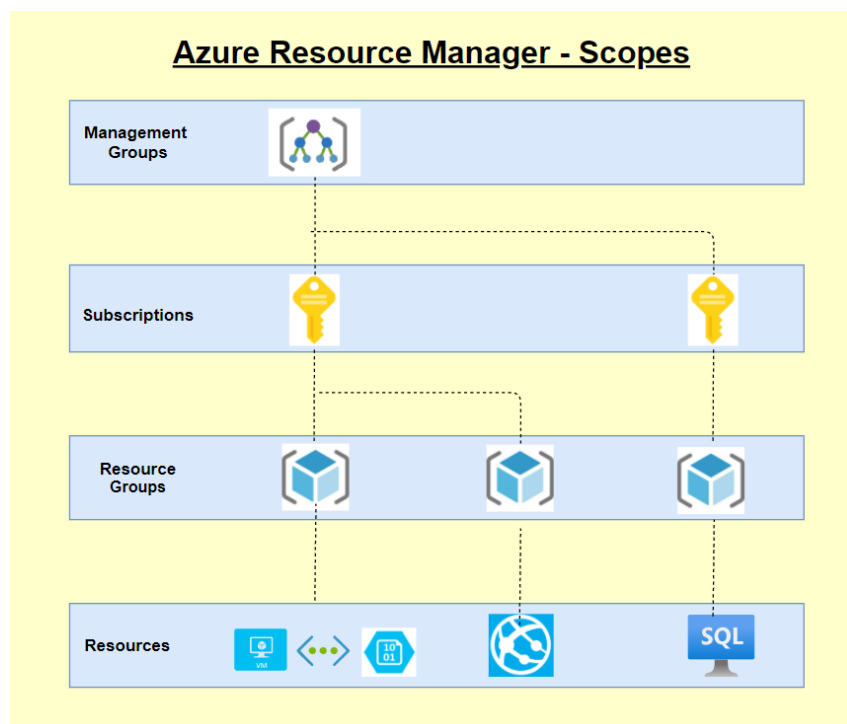 Azure Resource Manager - Scopes
Management
Groups
Subscriptions
Resource
Groups
Resources
VM
10
01
SQL